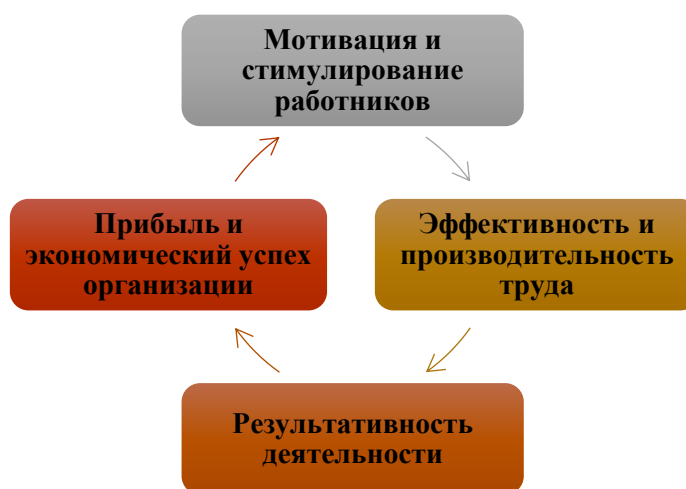 Мотивация и
стимулирование
работников
Прибыль и
экономический успех
организации
Эффективность и
производительность
труда
Результативность
деятельности